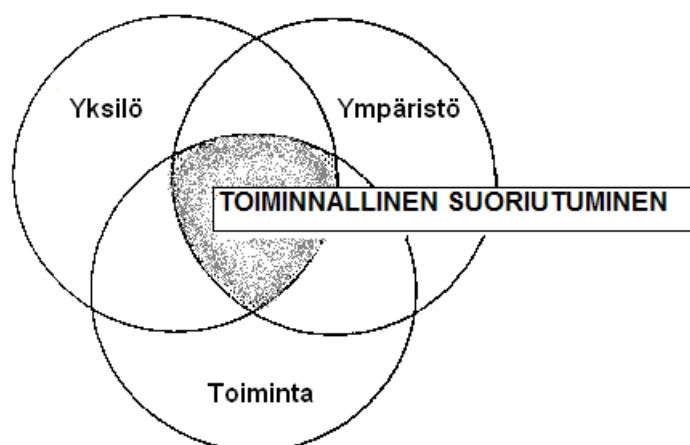 Yksilö
Ympäristö
TOIMINNALLINEN SUORIUTUMINEN
Toiminta